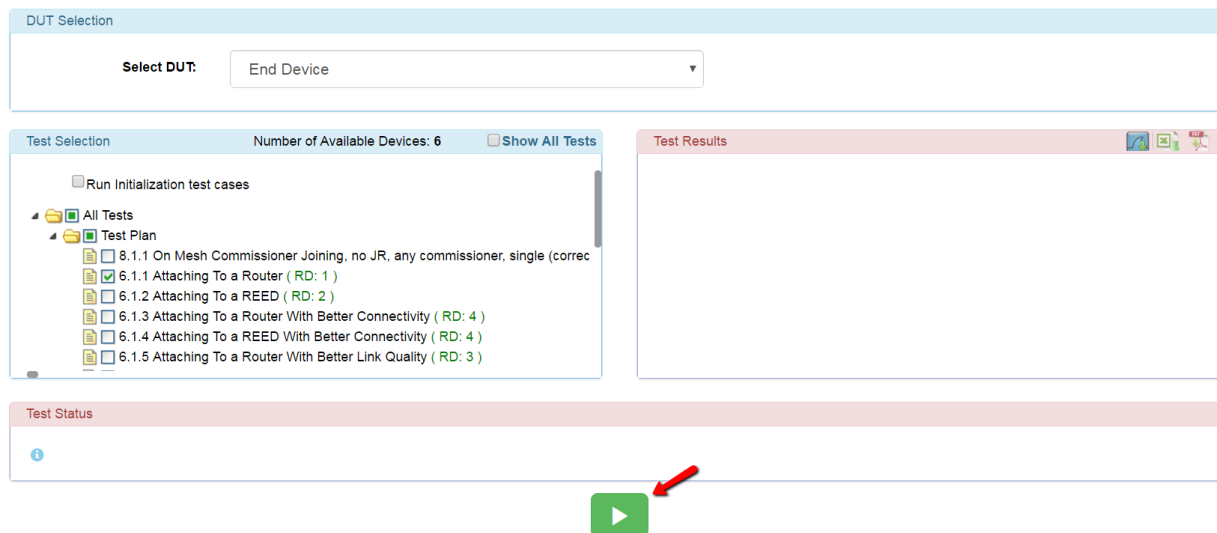 DUT Selection
Select DUT: End Device
Test Selection Number of Available Devices: 6 Show All Tests
Test Results
Run Initialization test cases
All Tests
Test Plan
8.1.1 On Mesh Commissioner Joining, no JR, any commissioner, single (correc
6.1.1 Attaching To a Router ( RD: 1 )
6.1.2 Attaching To a REED ( RD: 2 )
6.1.3 Attaching To a Router With Better Connectivity ( RD: 4 )
6.1.4 Attaching To a REED With Better Connectivity ( RD: 4 )
6.1.5 Attaching To a Router With Better Link Quality ( RD: 3 )
Test Status